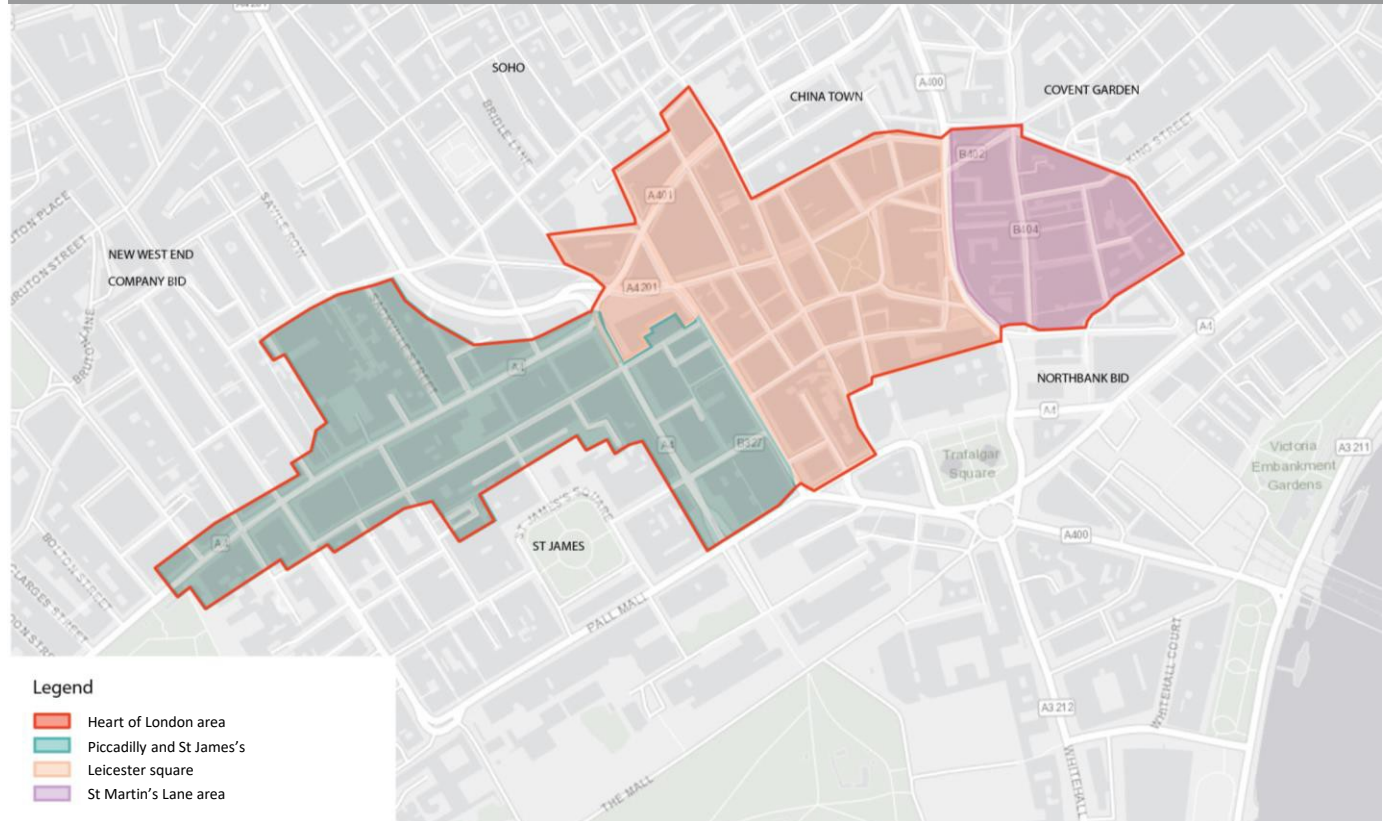 SOHO
CHINA TOWN
A400
COVENT GARDEN
BRIDLE LANE
KING STREET
B402
A401
B404
SAVILE ROW
BRUTON STREET
NEW WEST END
COMPANY BID
A4201
SACKVILLE STREET
A4
NORTHBANK BID
A4
B327
A4
Trafalgar
Square
Victoria
Embankment
Gardens
A3211
ST JAMES'S SQUARE
ST JAMES
A400
BOLTON STREET
CLARGES STREET
PALL MALL
WHITEHALL COURT
A3212
WHITEHALL
THE MALL
Legend
Heart of London area
Piccadilly and St James’s
Leicester square
St Martin’s Lane area